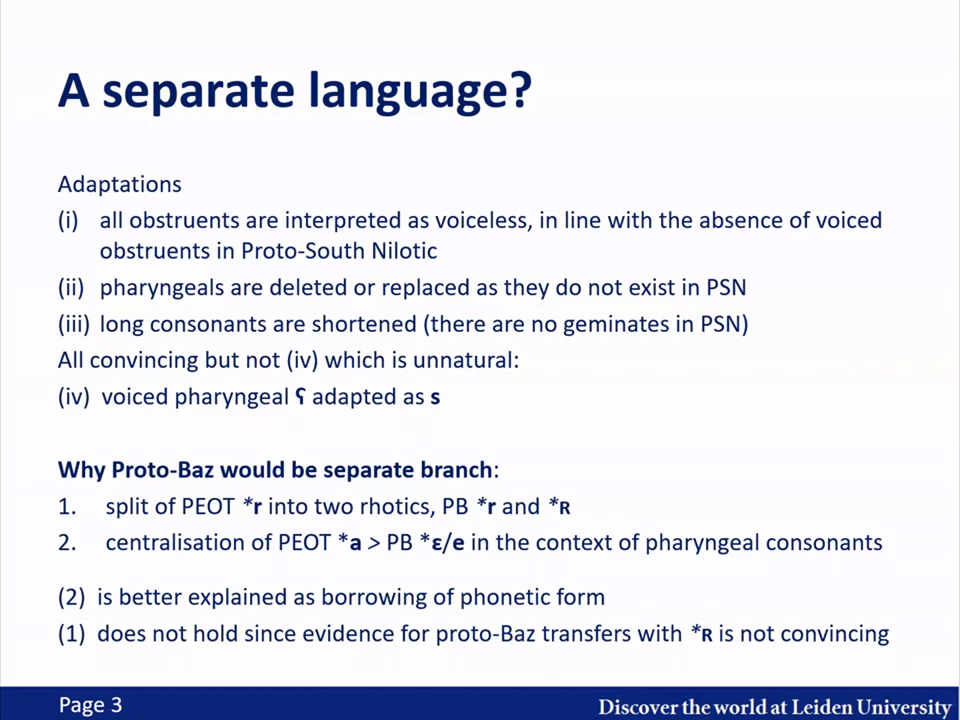 A separate language?
Adaptations
(i) all obstruents are interpreted as voiceless, in line with the absence of voiced
obstruents in Proto-South Nilotic
(ii) pharyngeals are deleted or replaced as they do not exist in PSN
(iii) long consonants are shortened (there are no geminates in PSN)
All convincing but not (iv) which is unnatural:
(iv) voiced pharyngeal ʕ adapted as s
Why Proto-Baz would be separate branch:
1. split of PEOT *r into two rhotics, PB *r and *ʀ
2. centralisation of PEOT *a > PB *ɛ/e in the context of pharyngeal consonants
(2) is better explained as borrowing of phonetic form
(1) does not hold since evidence for proto-Baz transfers with *ʀ is not convincing
Page 3
Discover the world at Leiden University